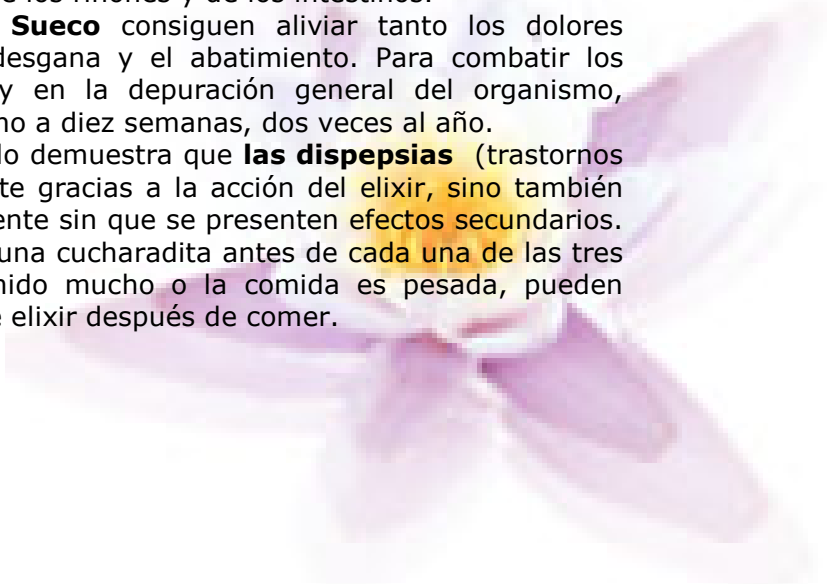 de los riñones y de los intestinos.
Sueco consiguen aliviar tanto los dolores
desgana y el abatimiento. Para combatir los
y en la depuración general del organismo,
no a diez semanas, dos veces al año.
do demuestra que las dispepsias (trastornos
te gracias a la acción del elixir, sino también
ente sin que se presenten efectos secundarios.
una cucharadita antes de cada una de las tres
nido mucho o la comida es pesada, pueden
elixir después de comer.